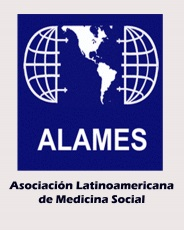 ALAMES
Asociación Latinoamericana
de Medicina Social